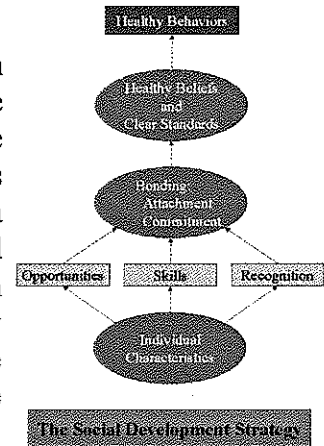 Healthy Behaviors
Healthy Beliefs
and
Clear Standards
Bonding:
Attachment
Commitment
Opportunities
Skills
Recognition
Individual
Characteristics
The Social Development Strategy